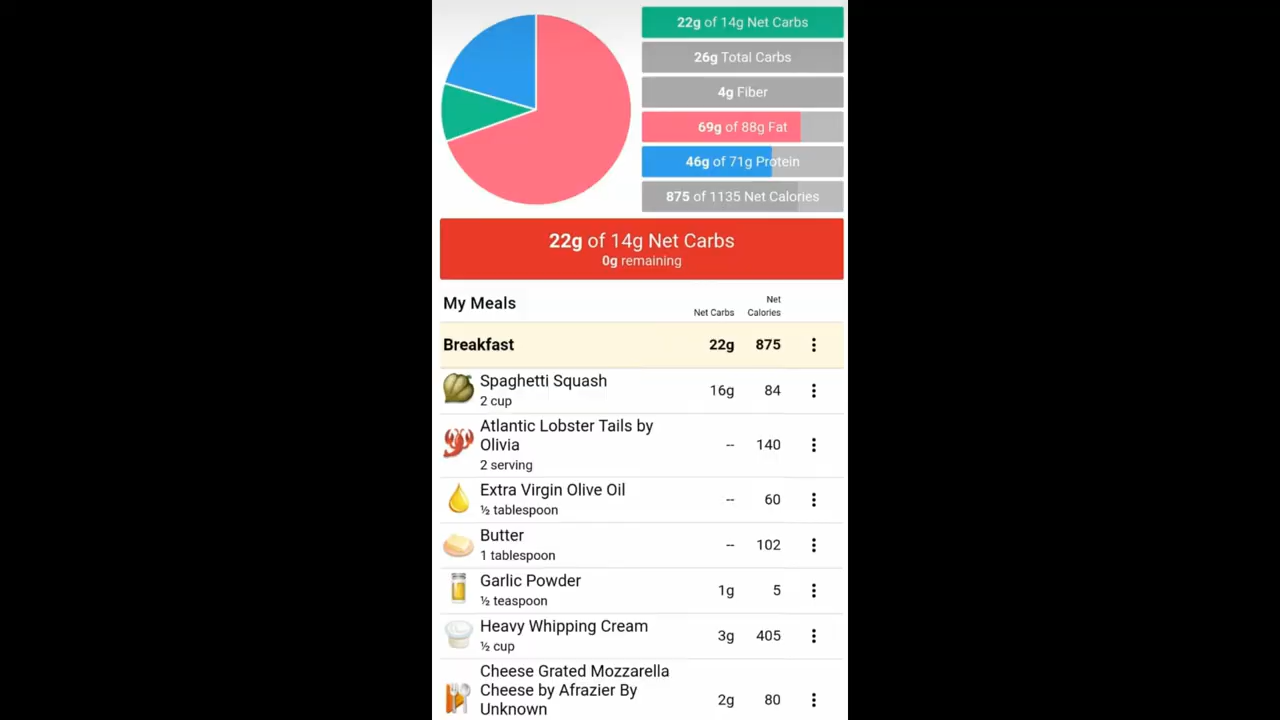 22g of 14g Net Carbs
26g Total Carbs
4g Fiber
69g of 88g Fat
46g of 71g Protein
875 of 1135 Net Calories
22g of 14g Net Carbs
0g remaining
My Meals Net Carbs Net Calories
Breakfast 22g 875
Spaghetti Squash
2 cup
16g 84
Atlantic Lobster Tails by
Olivia
2 serving
-- 140
Extra Virgin Olive Oil
½ tablespoon
-- 60
Butter
1 tablespoon
-- 102
Garlic Powder
½ teaspoon
1g 5
Heavy Whipping Cream
½ cup
3g 405
Cheese Grated Mozzarella
Cheese by Afrazier By
Unknown
2g 80